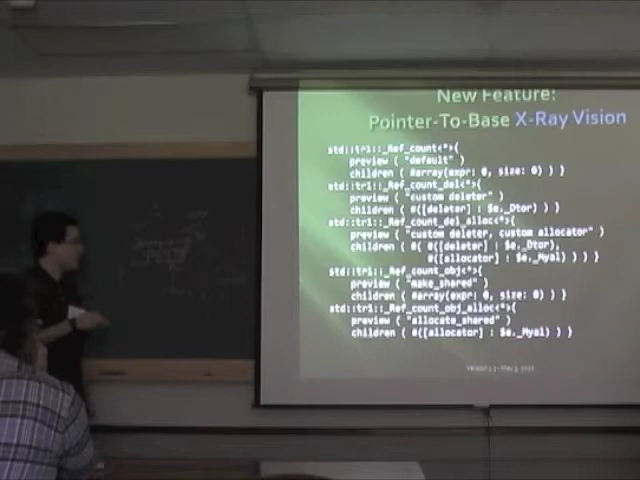 New Feature:
Pointer-To-Base X-Ray Vision
std::tr1::_Ref_count<*>{
preview ( "default" )
children ( #array(expr: 0, size: 0) ) }
std::tr1::_Ref_count_del<*>{
preview ( "custom deleter" )
children ( #([deleter] : $e._Dtor) ) }
std::tr1::_Ref_count_del_alloc<*>{
preview ( "custom deleter, custom allocator" )
children ( #( #([deleter] : $e._Dtor),
#([allocator] : $e._Myal) ) ) }
std::tr1::_Ref_count_obj<*>{
preview ( "make_shared" )
children ( #array(expr: 0, size: 0) ) }
std::tr1::_Ref_count_obj_alloc<*>{
preview ( "allocate_shared" )
children ( #([allocator] : $e._Myal) ) }